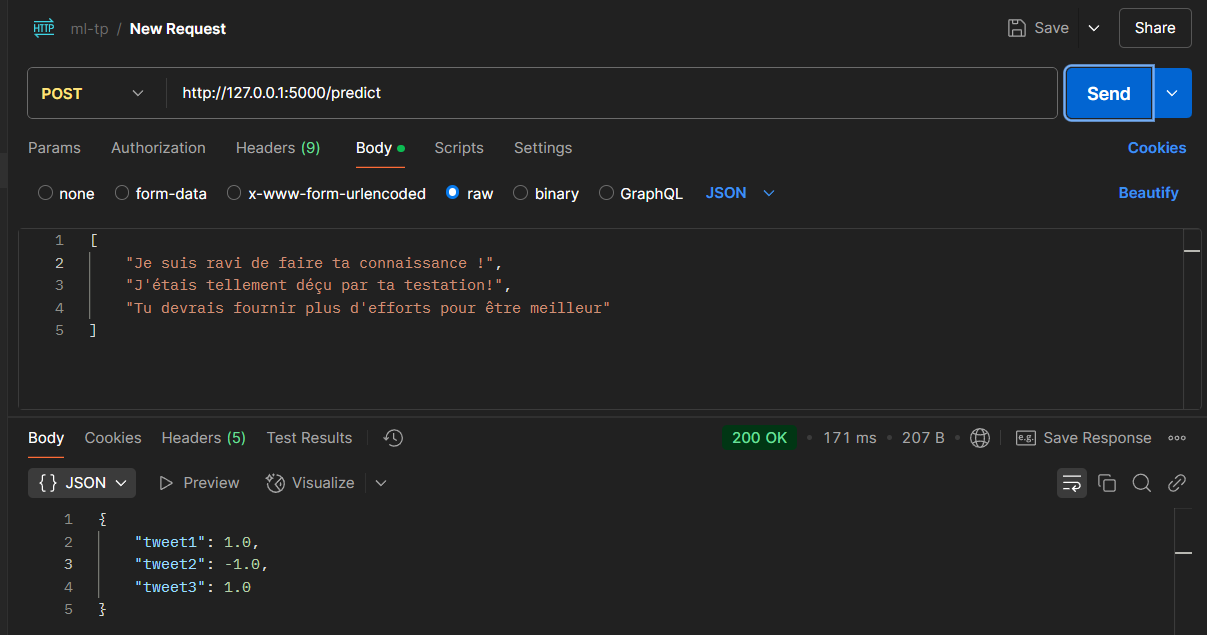 HTTP ml-tp / New Request Save Share
POST http://127.0.0.1:5000/predict Send
Params Authorization Headers (9) Body Scripts Settings Cookies
none form-data x-www-form-urlencoded raw binary GraphQL JSON Beautify
1 [
2 "Je suis ravi de faire ta connaissance !",
3 "J'étais tellement déçu par ta testation!",
4 "Tu devrais fournir plus d'efforts pour être meilleur"
5 ]
Body Cookies Headers (5) Test Results 200 OK • 171 ms • 207 B • e.g. Save Response
{} JSON Preview Visualize
1 {
2 "tweet1": 1.0,
3 "tweet2": -1.0,
4 "tweet3": 1.0
5 }